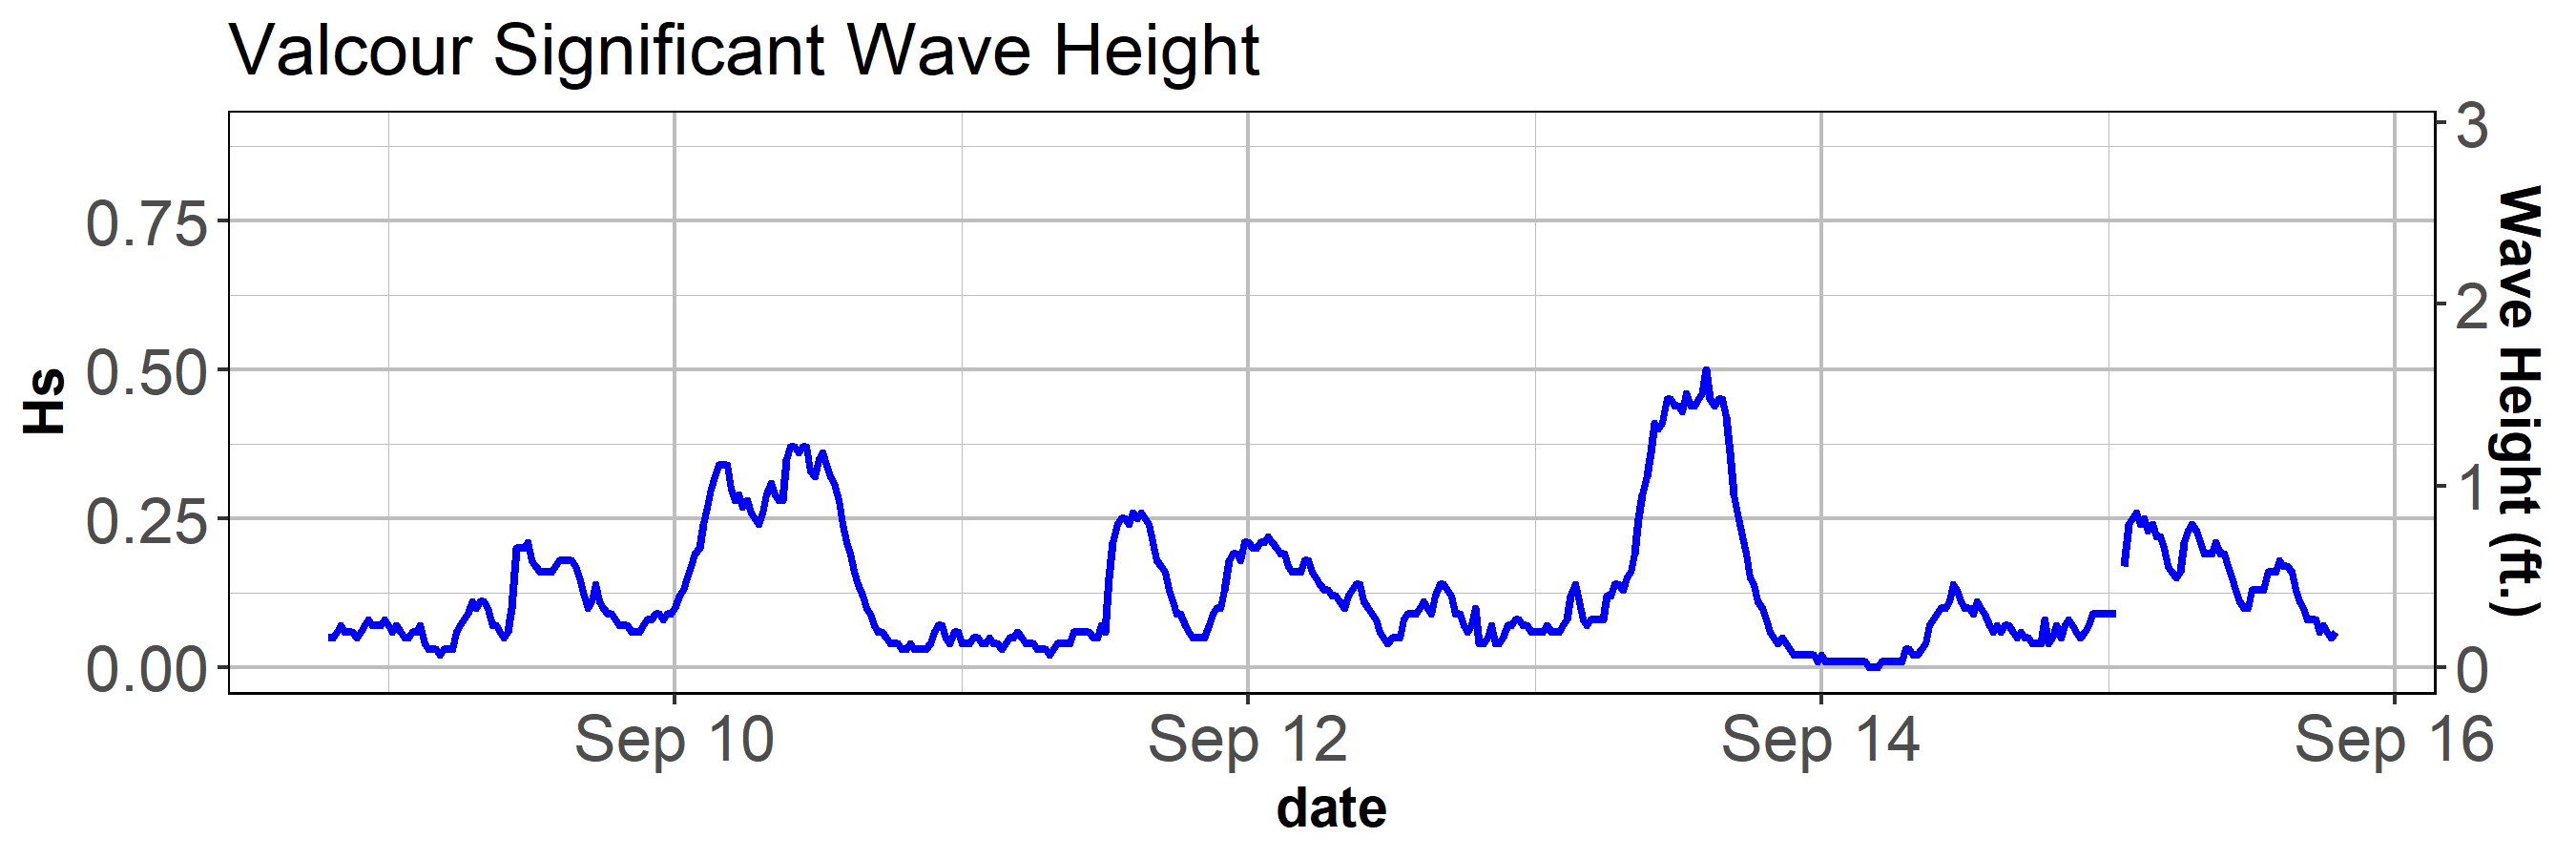 Valcour Significant Wave Height
Hs
0.75
0.50
0.25
0.00
3
2
1
0
Wave Height (ft.)
Sep 10
Sep 12
Sep 14
Sep 16
date